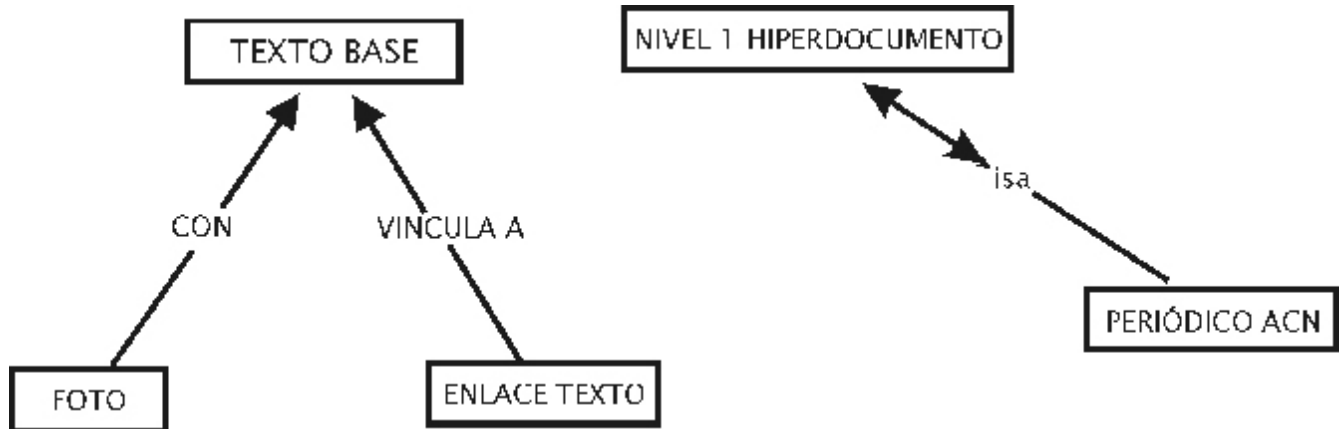 TEXTO BASE
NIVEL 1 HIPERDOCUMENTO
isa
CON
VINCULA A
PERIÓDICO ACN
FOTO
ENLACE TEXTO